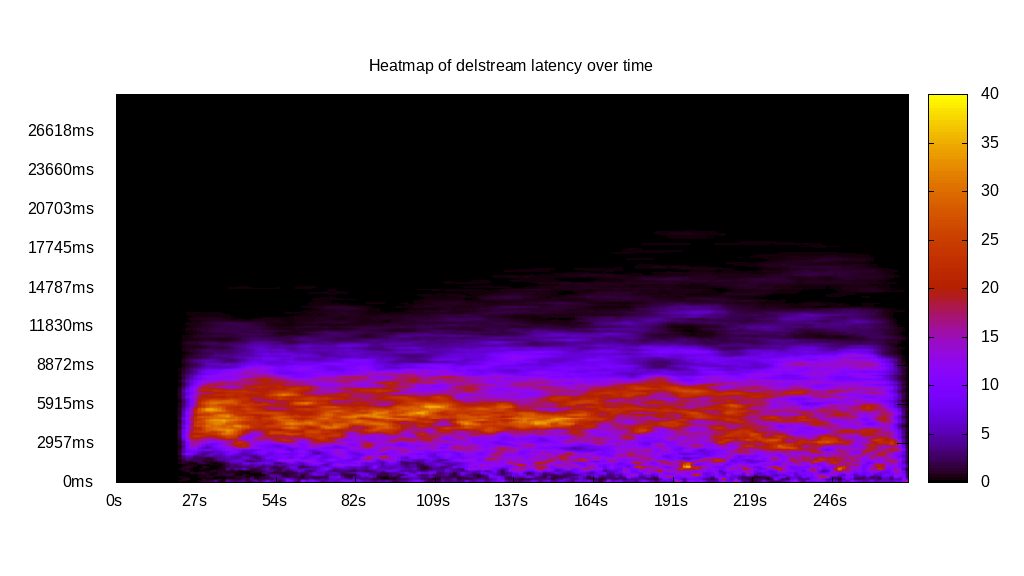 Heatmap of delstream latency over time
26618ms
23660ms
20703ms
17745ms
14787ms
11830ms
8872ms
5915ms
2957ms
0ms
0s 27s 54s 82s 109s 137s 164s 191s 219s 246s
40
35
30
25
20
15
10
5
0